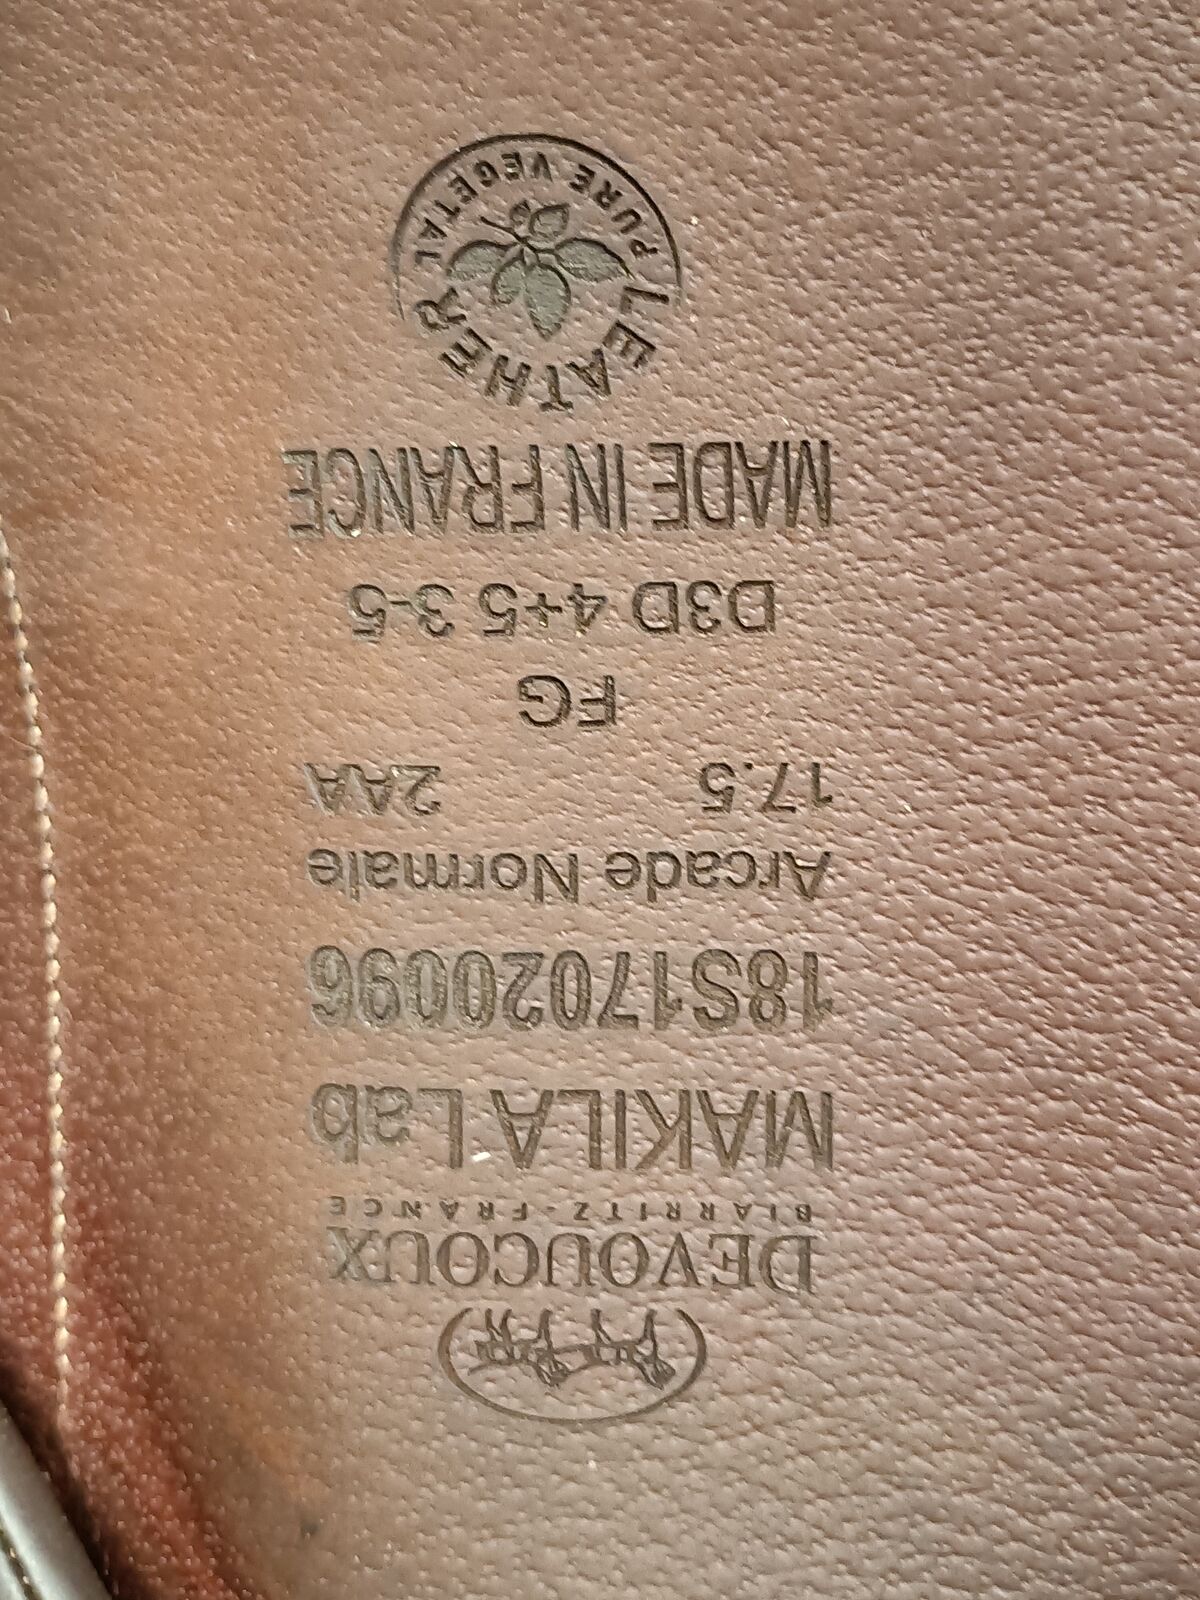 DEVOUCOUX
BIARRITZ-FRANCE
MAKILA Lab
18S17020096
Arcade Normale
17.5 2AA
FG
D3D 4+5 3-5
MADE IN FRANCE
LEATHER
PURE VEGETAL